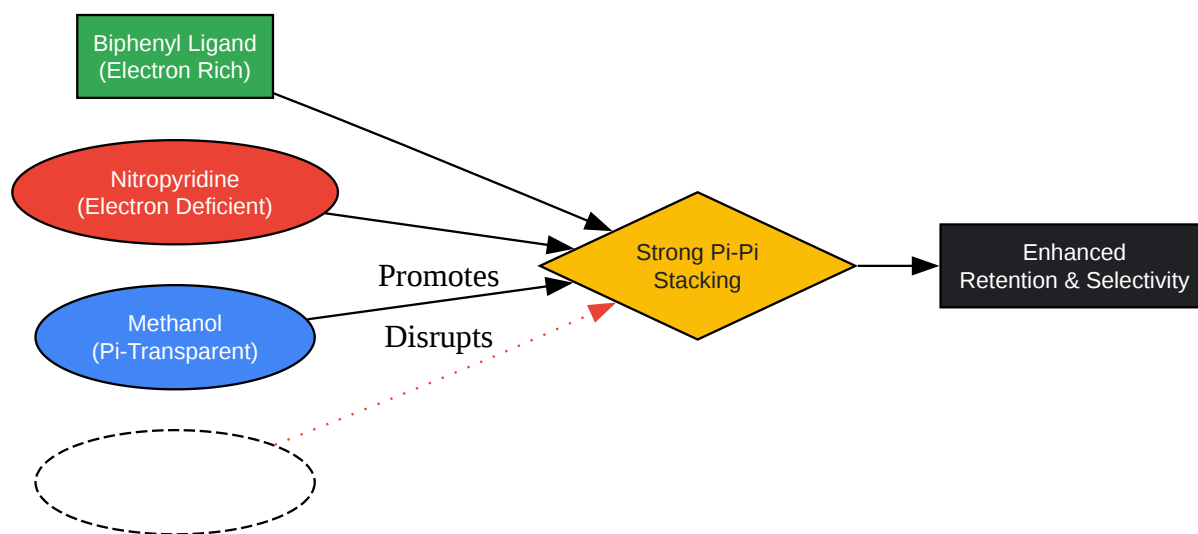 Biphenyl Ligand
(Electron Rich)
Nitropyridine
(Electron Deficient)
Promotes
Methanol
(Pi-Transparent)
Disrupts
Strong Pi-Pi
Stacking
Enhanced
Retention & Selectivity